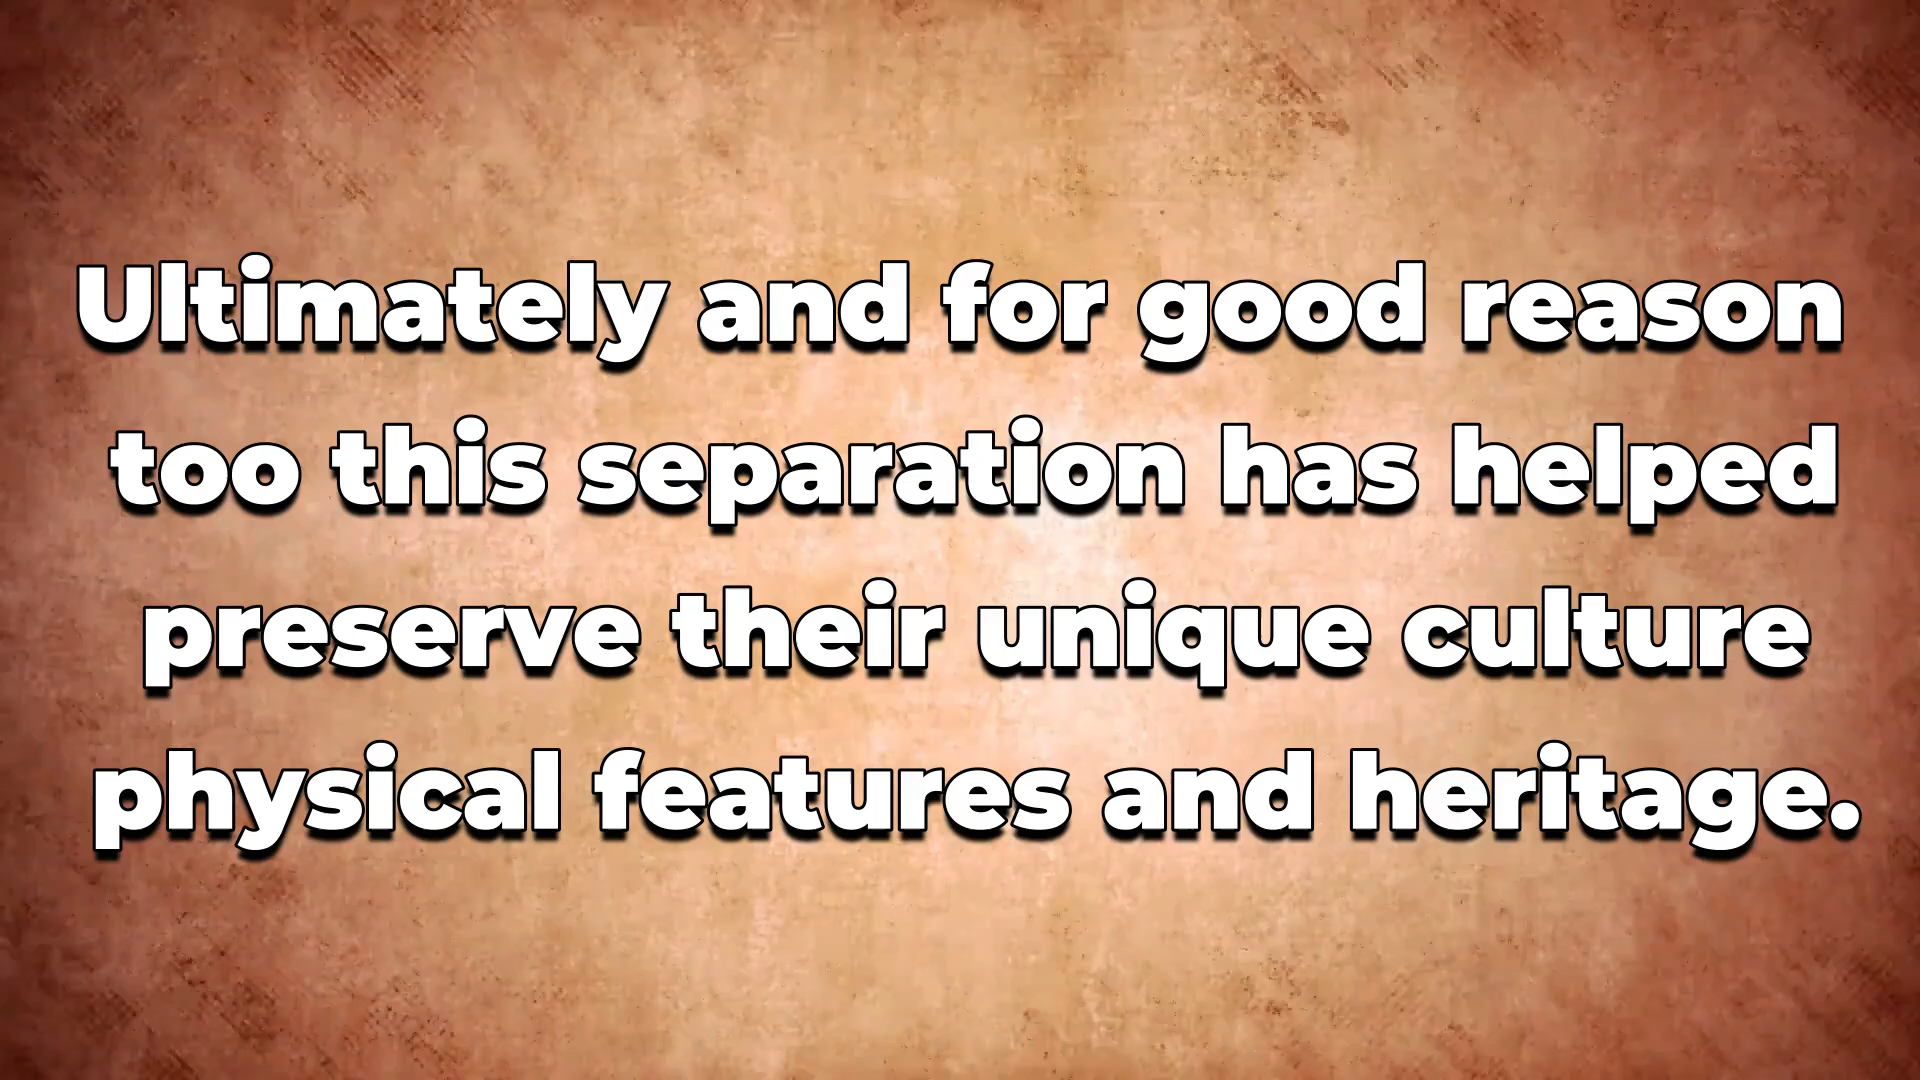 Ultimately and for good reason
too this separation has helped
preserve their unique culture
physical features and heritage.